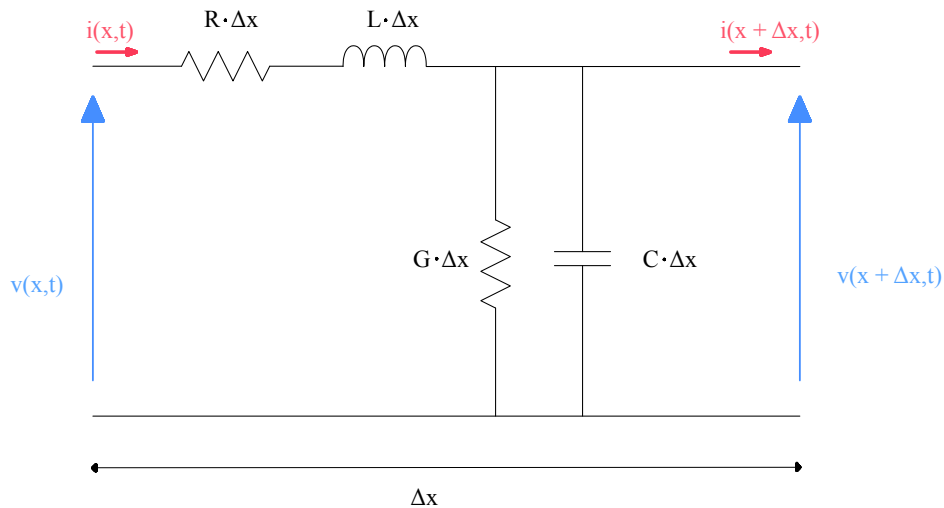 R·Δx
L·Δx
i(x,t)
i(x + Δx,t)
G·Δx
C·Δx
v(x,t)
v(x + Δx,t)
Δx